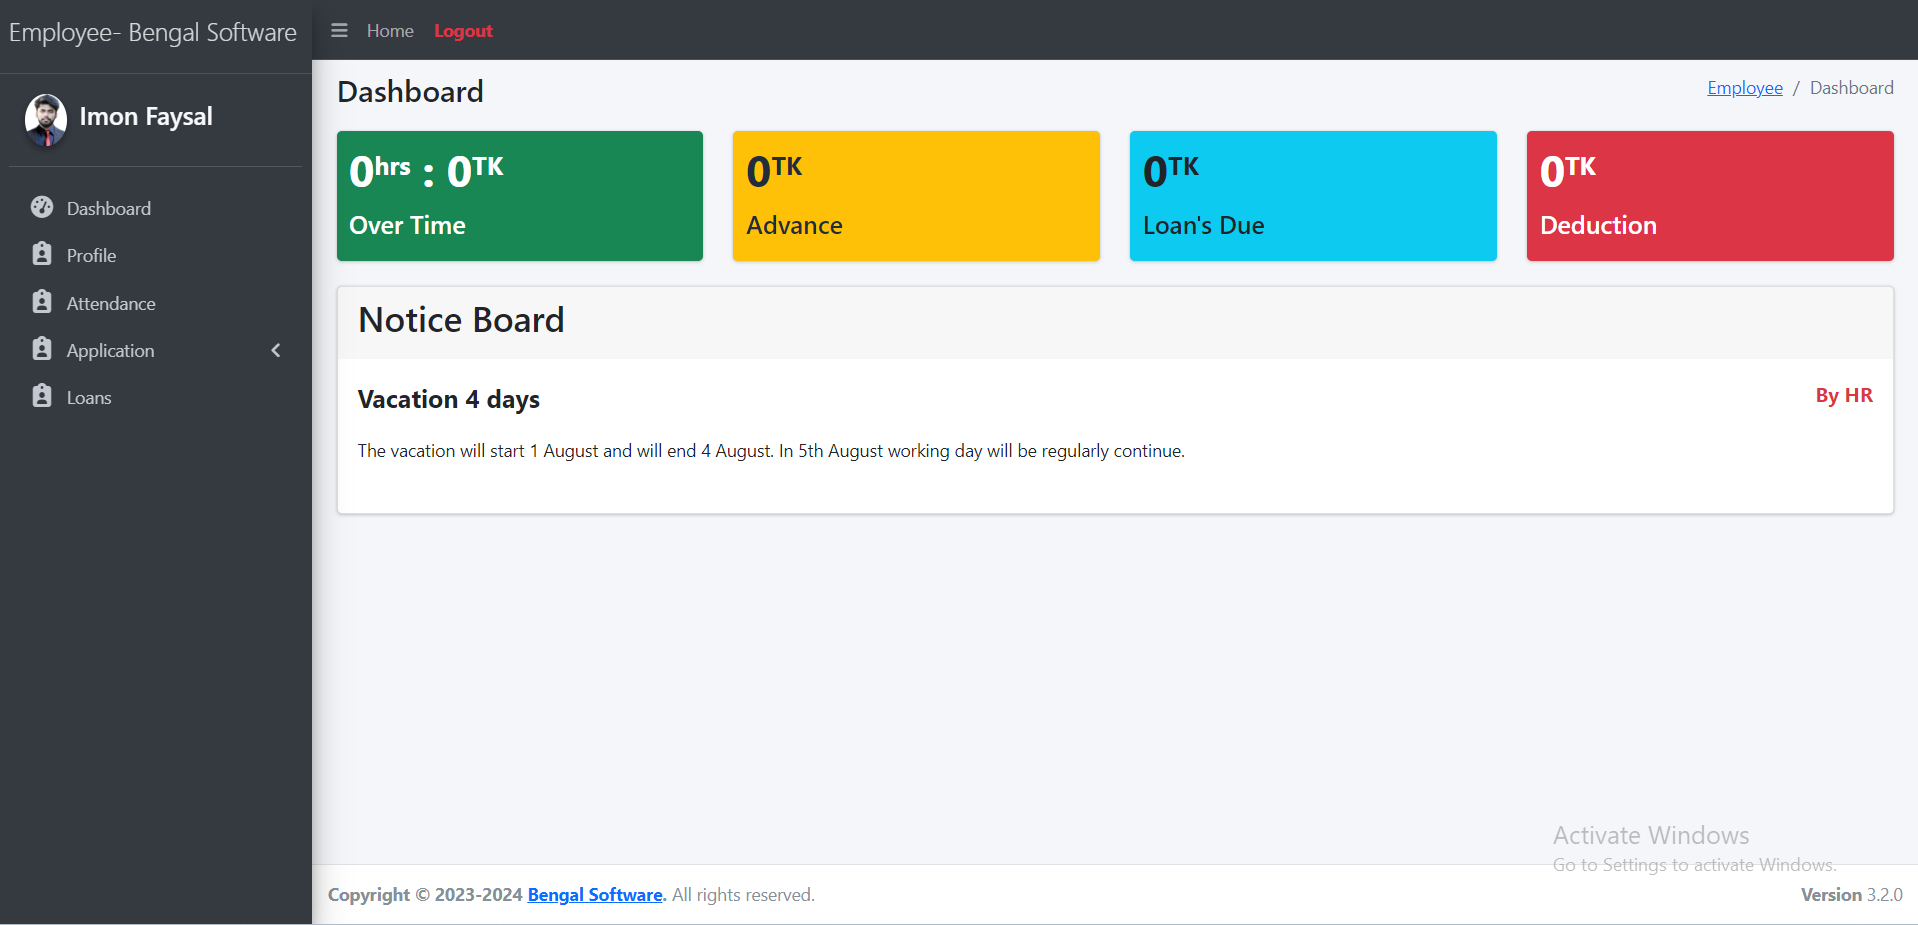 Employee- Bengal Software
Home Logout
Imon Faysal
Dashboard
Profile
Attendance
Application
Loans
Dashboard
Employee / Dashboard
0hrs : 0TK
Over Time
0TK
Advance
0TK
Loan's Due
0TK
Deduction
Notice Board
Vacation 4 days
By HR
The vacation will start 1 August and will end 4 August. In 5th August working day will be regularly continue.
Activate Windows
Go to Settings to activate Windows.
Copyright © 2023-2024 Bengal Software. All rights reserved.
Version 3.2.0